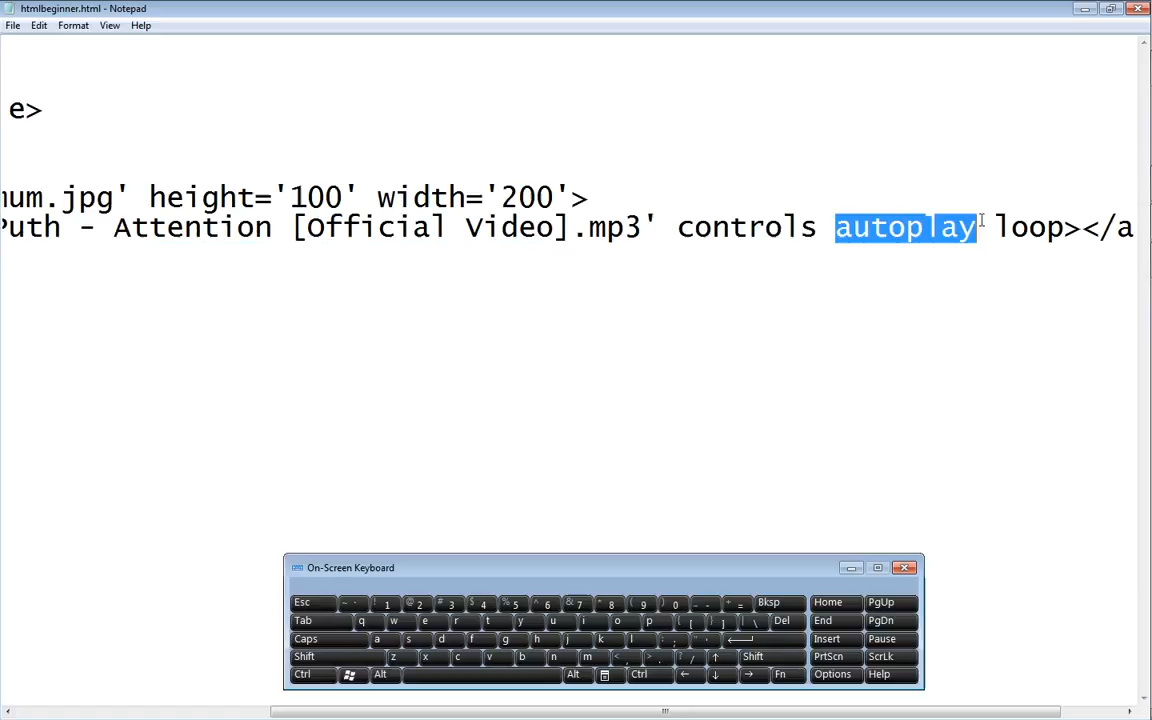 htmlbeginner.html - Notepad
File Edit Format View Help
e>
num.jpg' height='100' width='200'>
Puth - Attention [Official Video].mp3' controls autoplay loop></a
On-Screen Keyboard
Esc ~ ` ! 1 @ 2 # 3 $ 4 % 5 ^ 6 & 7 * 8 ( 9 ) 0 _ - + = Bksp Home PgUp
Tab q w e r t y u i o p { [ } ] | \ Del End PgDn
Caps a s d f g h j k l : ; " ' Insert Pause
Shift z x c v b n m < , > . ? / ↑ Shift PrtScn ScrLk
Ctrl Alt Alt Ctrl ← ↓ → Fn Options Help